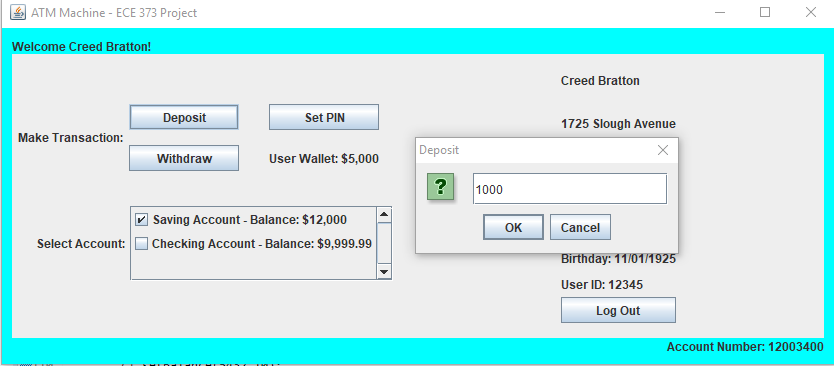 ATM Machine - ECE 373 Project
Welcome Creed Bratton!
Creed Bratton
Deposit
Set PIN
1725 Slough Avenue
Make Transaction:
Withdraw
User Wallet: $5,000
Deposit
?
1000
OK
Cancel
Select Account:
Saving Account - Balance: $12,000
Checking Account - Balance: $9,999.99
Birthday: 11/01/1925
User ID: 12345
Log Out
Account Number: 12003400